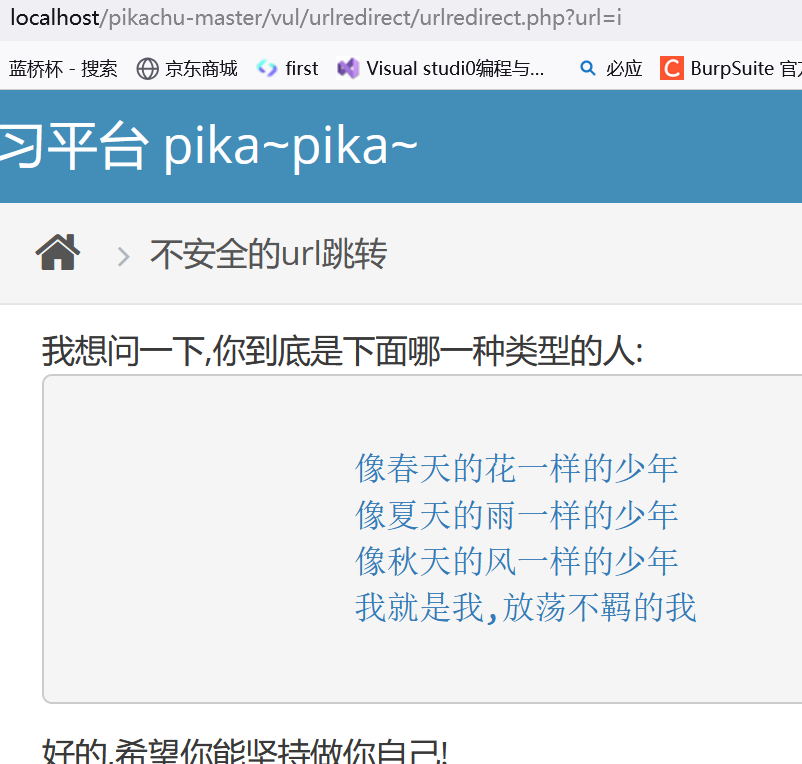 localhost/pikachu-master/vul/urlredirect/urlredirect.php?url=i
蓝桥杯 - 搜索 京东商城 first Visual studi0编程与... 必应 C BurpSuite 官
习平台 pika~pika~
不安全的url跳转
我想问一下,你到底是下面哪一种类型的人:
像春天的花一样的少年
像夏天的雨一样的少年
像秋天的风一样的少年
我就是我,放荡不羁的我
好的,希望你能坚持做你自己!